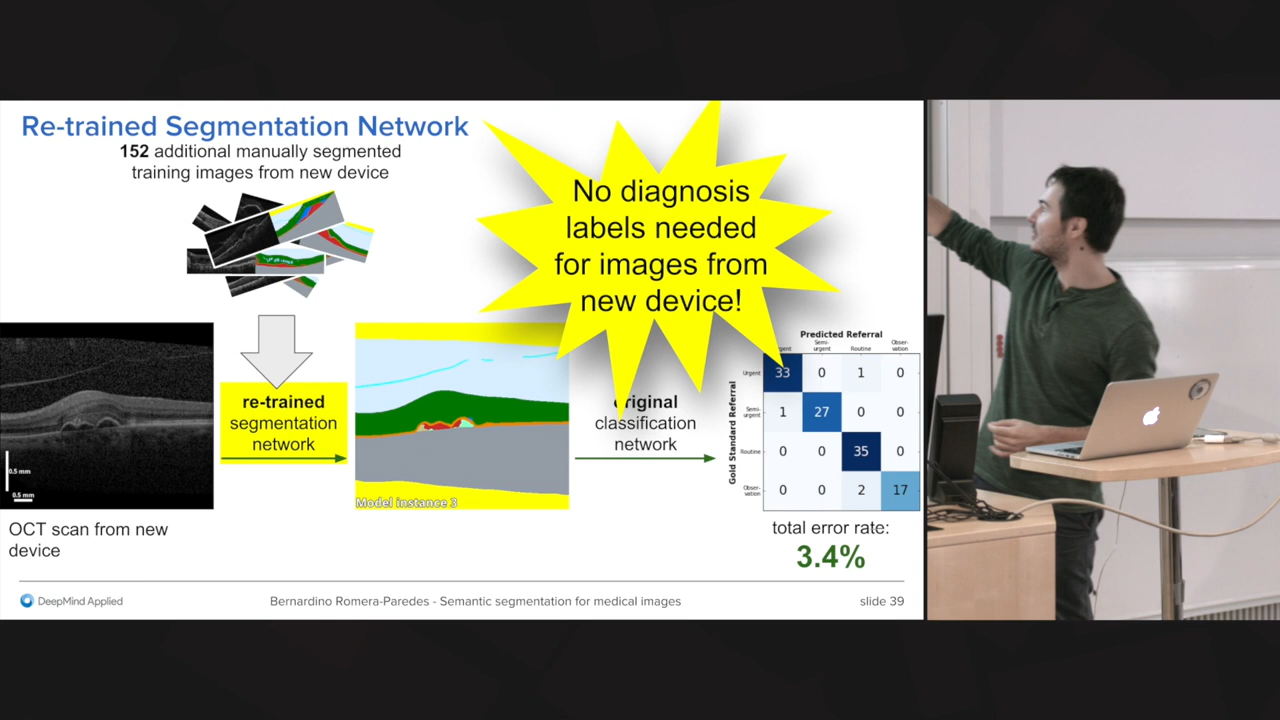 Re-trained Segmentation Network
152 additional manually segmented
training images from new device
No diagnosis
labels needed
for images from
new device!
re-trained
segmentation
network
classification
network
0.5 mm
0.5 mm
Model instance 3
OCT scan from new
device
Predicted Referral
Semi-
urgent
Routine
Obser-
vation
Gold Standard Referral
Urgent
33 0 1 0
Semi-
urgent
1 27 0 0
Routine
0 0 35 0
Obser-
vation
0 0 2 17
total error rate:
3.4%
DeepMind Applied
Bernardino Romera-Paredes - Semantic segmentation for medical images
slide 39